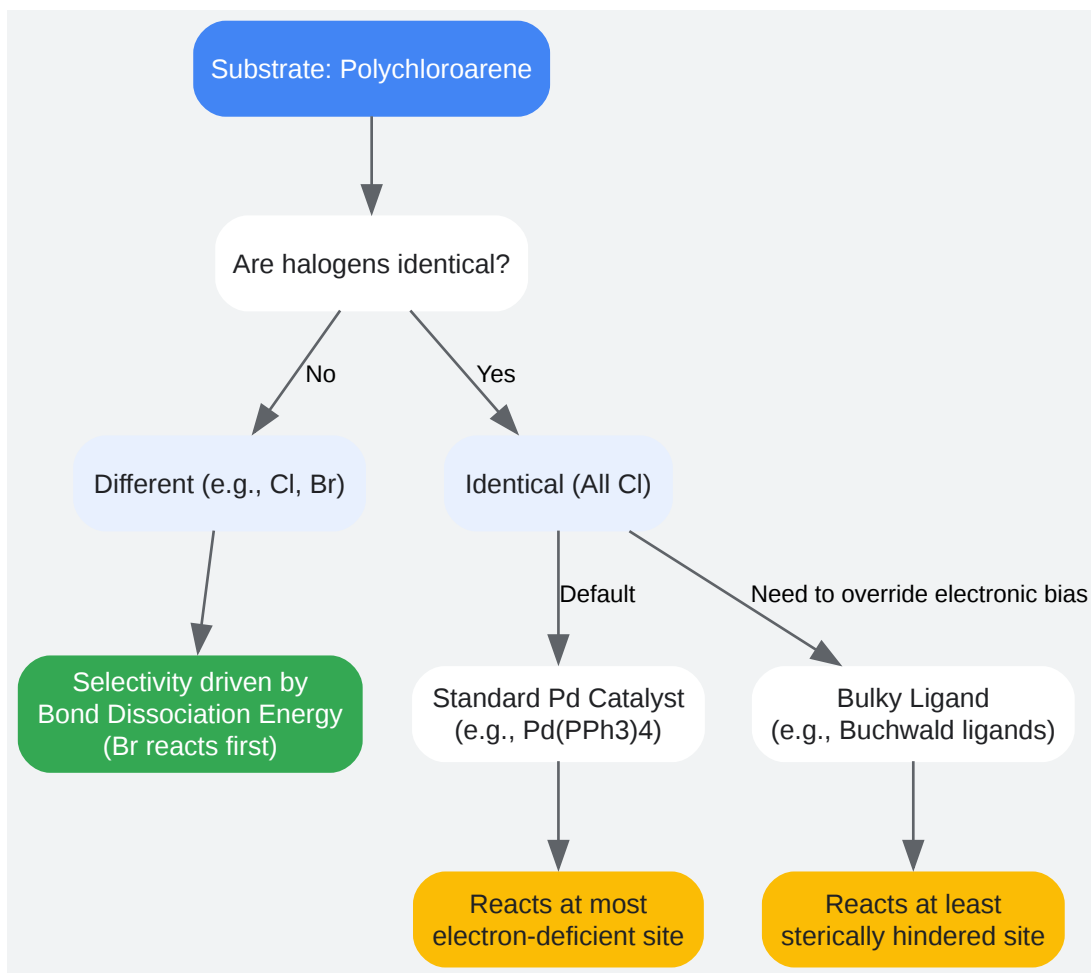 Substrate: Polychloroarene
Are halogens identical?
No
Yes
Different (e.g., Cl, Br)
Identical (All Cl)
Default
Need to override electronic bias
Selectivity driven by
Bond Dissociation Energy
(Br reacts first)
Standard Pd Catalyst
(e.g., Pd(PPh3)4)
Bulky Ligand
(e.g., Buchwald ligands)
Reacts at most
electron-deficient site
Reacts at least
sterically hindered site